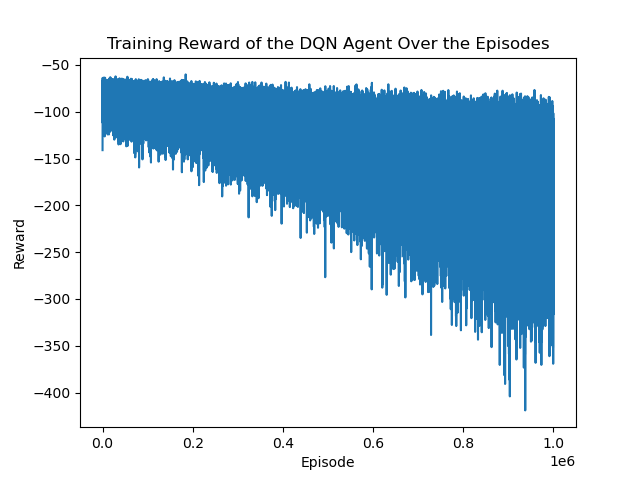 Training Reward of the DQN Agent Over the Episodes
−50
−100
−150
−200
−250
−300
−350
−400
Reward
0.0 0.2 0.4 0.6 0.8 1.0
1e6
Episode